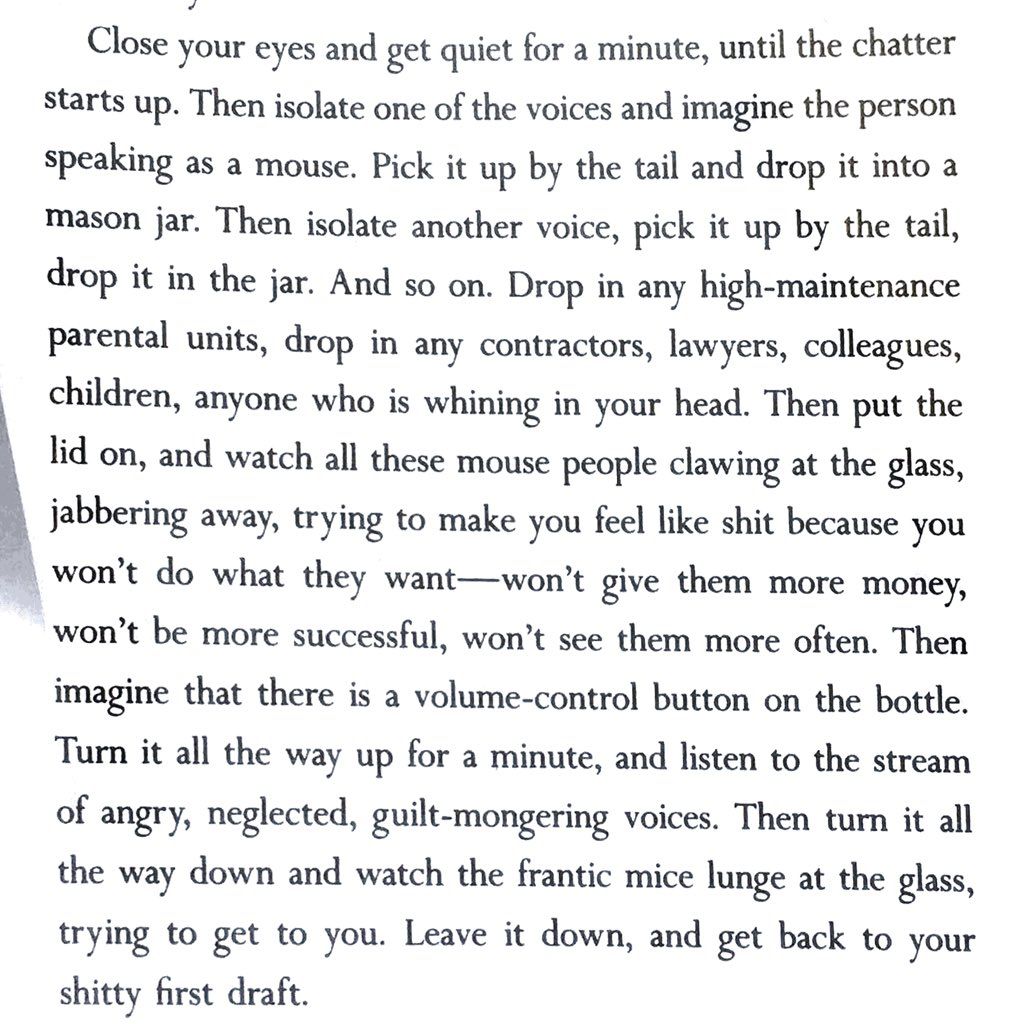 Close your eyes and get quiet for a minute, until the chatter
starts up. Then isolate one of the voices and imagine the person
speaking as a mouse. Pick it up by the tail and drop it into a
mason jar. Then isolate another voice, pick it up by the tail,
drop it in the jar. And so on. Drop in any high-maintenance
parental units, drop in any contractors, lawyers, colleagues,
children, anyone who is whining in your head. Then put the
lid on, and watch all these mouse people clawing at the glass,
jabbering away, trying to make you feel like shit because you
won't do what they want—won't give them more money,
won't be more successful, won't see them more often. Then
imagine that there is a volume-control button on the bottle.
Turn it all the way up for a minute, and listen to the stream
of angry, neglected, guilt-mongering voices. Then turn it all
the way down and watch the frantic mice lunge at the glass,
trying to get to you. Leave it down, and get back to your
shitty first draft.